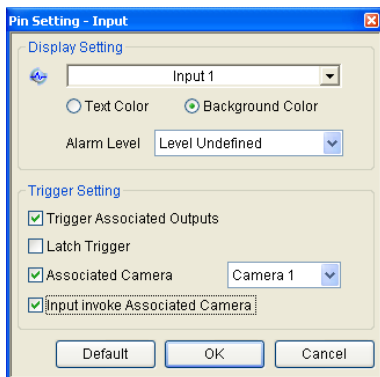 Pin Setting - Input
Display Setting
Input 1
Text Color Background Color
Alarm Level Level Undefined
Trigger Setting
Trigger Associated Outputs
Latch Trigger
Associated Camera Camera 1
Input invoke Associated Camera
Default OK Cancel